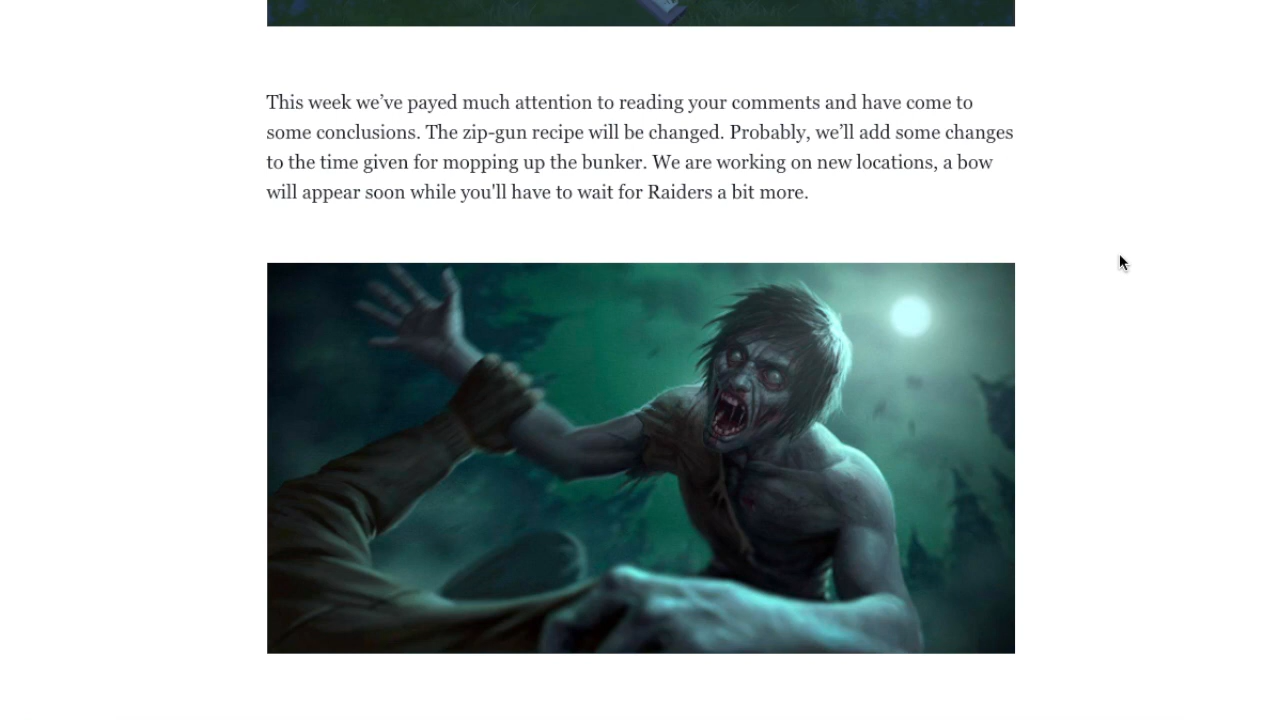 This week we’ve payed much attention to reading your comments and have come to
some conclusions. The zip-gun recipe will be changed. Probably, we’ll add some changes
to the time given for mopping up the bunker. We are working on new locations, a bow
will appear soon while you'll have to wait for Raiders a bit more.